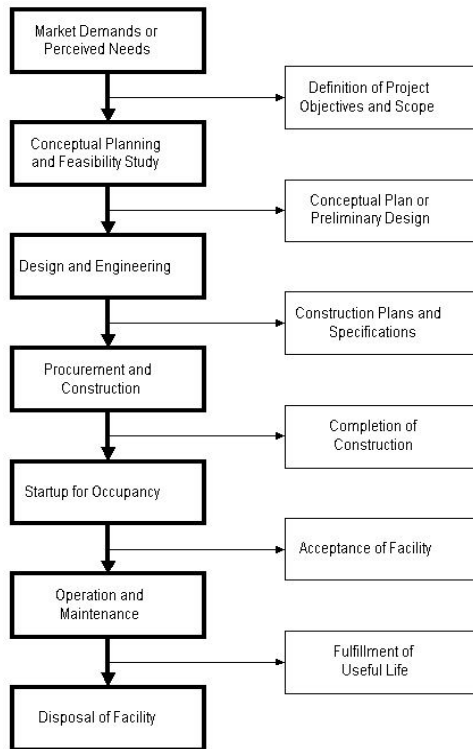 Market Demands or
Perceived Needs
Definition of Project
Objectives and Scope
Conceptual Planning
and Feasibility Study
Conceptual Plan or
Preliminary Design
Design and Engineering
Construction Plans and
Specifications
Procurement and
Construction
Completion of
Construction
Startup for Occupancy
Acceptance of Facility
Operation and
Maintenance
Fulfillment of
Useful Life
Disposal of Facility